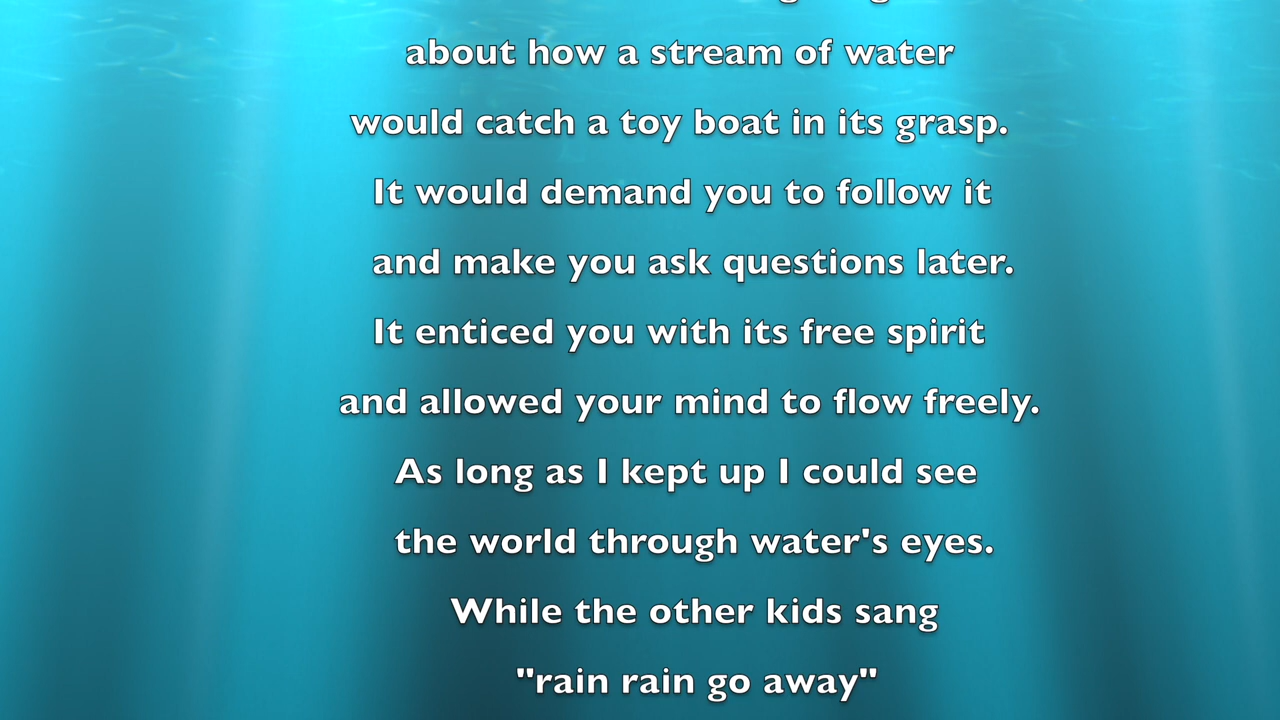 about how a stream of water
would catch a toy boat in its grasp.
It would demand you to follow it
and make you ask questions later.
It enticed you with its free spirit
and allowed your mind to flow freely.
As long as I kept up I could see
the world through water's eyes.
While the other kids sang
"rain rain go away"